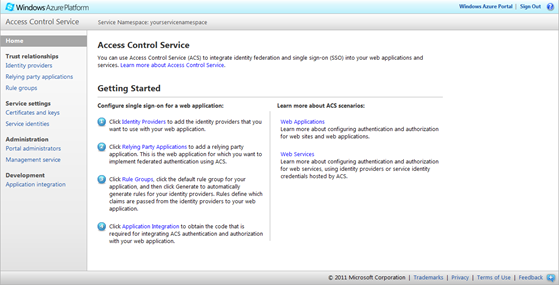 Windows Azure Platform
Windows Azure Portal | Sign Out
Access Control Service
Service Namespace: yourservicenamespace
Home
Trust relationships
Identity providers
Relying party applications
Rule groups
Service settings
Certificates and keys
Service identities
Administration
Portal administrators
Management service
Development
Application integration
Access Control Service
You can use Access Control Service (ACS) to integrate identity federation and single sign-on (SSO) into your web applications and
services. Learn more about Access Control Service.
Getting Started
Configure single sign-on for a web application:
1 Click Identity Providers to add the identity providers that you
want to use with your web application.
2 Click Relying Party Applications to add a relying party
application. This is the web application for which you want to
implement federated authentication using ACS.
3 Click Rule Groups, click the default rule group for your
application, and then click Generate to automatically
generate rules for your identity providers. Rules define which
claims are passed from the identity providers to your web
application.
4 Click Application Integration to obtain the code that is
required for integrating ACS authentication and authorization
with your web application.
Learn more about ACS scenarios:
Web Applications
Learn more about configuring authentication and authorization
for web sites and web applications.
Web Services
Learn more about configuring authentication and authorization
for web services, using identity providers or service identity
credentials hosted by ACS.
© 2011 Microsoft Corporation | Trademarks | Privacy | Terms of Use | Feedback